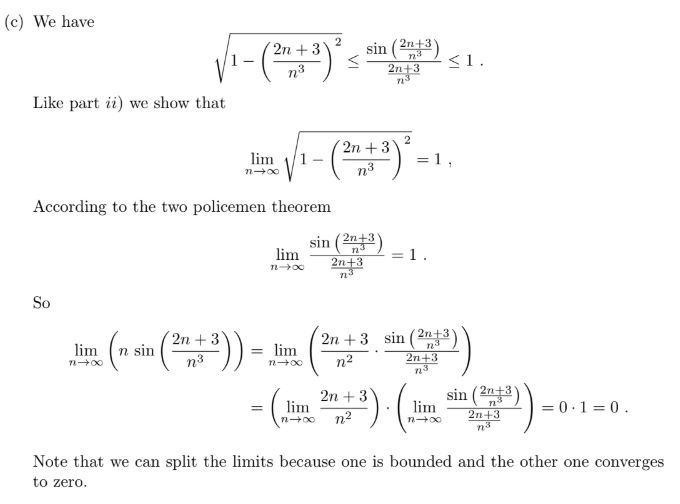 (c) We have
\sqrt{1 - \left(\frac{2n+3}{n^3}\right)^2} \leq \frac{\sin\left(\frac{2n+3}{n^3}\right)}{\frac{2n+3}{n^3}} \leq 1 .
Like part ii) we show that
\lim_{n\to\infty} \sqrt{1 - \left(\frac{2n+3}{n^3}\right)^2} = 1 ,
According to the two policemen theorem
\lim_{n\to\infty} \frac{\sin\left(\frac{2n+3}{n^3}\right)}{\frac{2n+3}{n^3}} = 1 .
So
\lim_{n\to\infty} \left(n \sin\left(\frac{2n+3}{n^3}\right)\right) = \lim_{n\to\infty} \left(\frac{2n+3}{n^2} \cdot \frac{\sin\left(\frac{2n+3}{n^3}\right)}{\frac{2n+3}{n^3}}\right)
= \left(\lim_{n\to\infty} \frac{2n+3}{n^2}\right) \cdot \left(\lim_{n\to\infty} \frac{\sin\left(\frac{2n+3}{n^3}\right)}{\frac{2n+3}{n^3}}\right) = 0 \cdot 1 = 0 .
Note that we can split the limits because one is bounded and the other one converges
to zero.